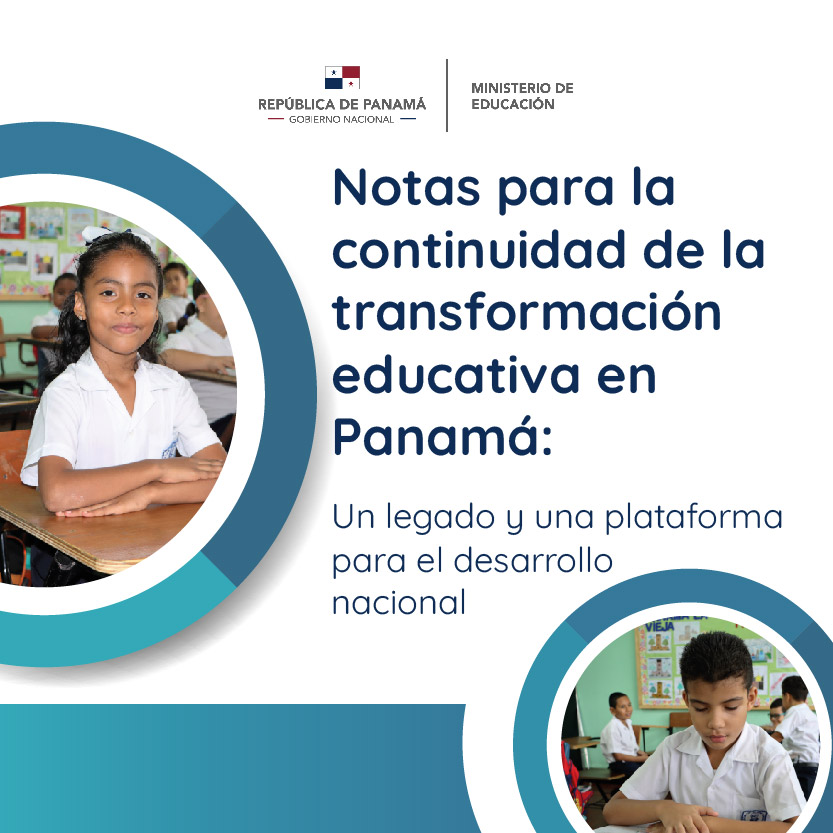 REPÚBLICA DE PANAMÁ
GOBIERNO NACIONAL
MINISTERIO DE
EDUCACIÓN
Notas para la
continuidad de la
transformación
educativa en
Panamá:
Un legado y una plataforma
para el desarrollo
nacional
VIEJA